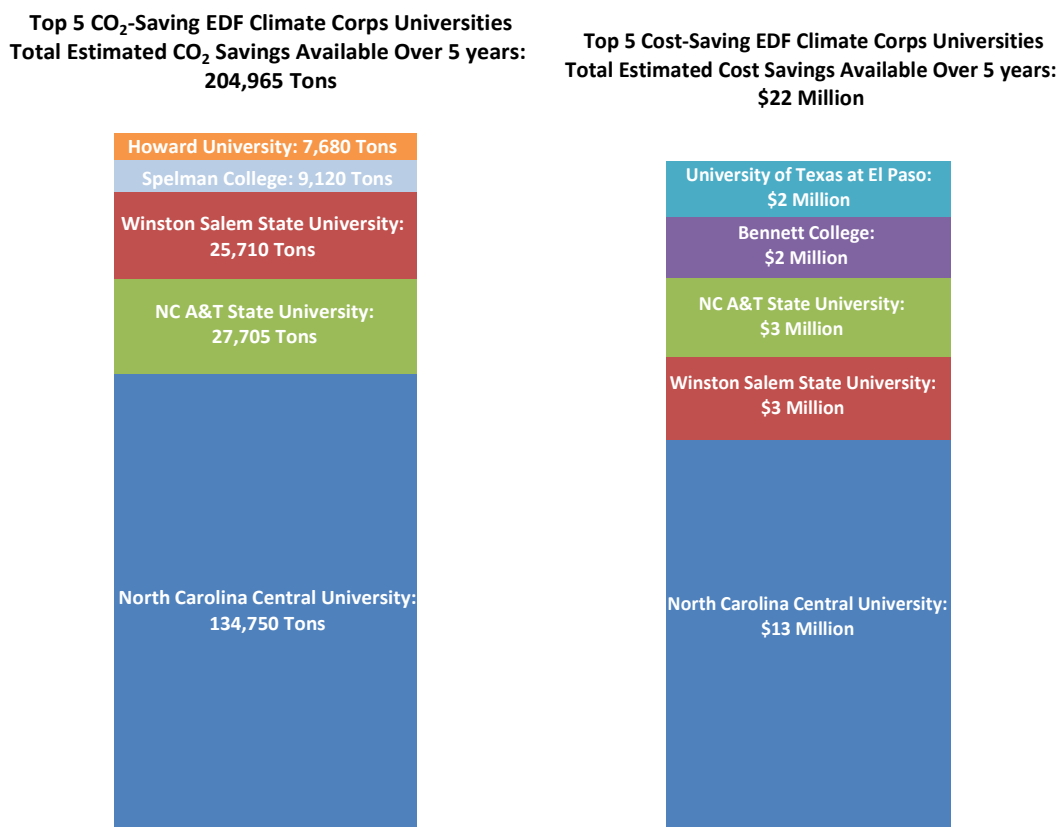 Top 5 CO₂-Saving EDF Climate Corps Universities
Total Estimated CO₂ Savings Available Over 5 years:
204,965 Tons
Howard University: 7,680 Tons
Spelman College: 9,120 Tons
Winston Salem State University:
25,710 Tons
NC A&T State University:
27,705 Tons
North Carolina Central University:
134,750 Tons
Top 5 Cost-Saving EDF Climate Corps Universities
Total Estimated Cost Savings Available Over 5 years:
$22 Million
University of Texas at El Paso:
$2 Million
Bennett College:
$2 Million
NC A&T State University:
$3 Million
Winston Salem State University:
$3 Million
North Carolina Central University:
$13 Million